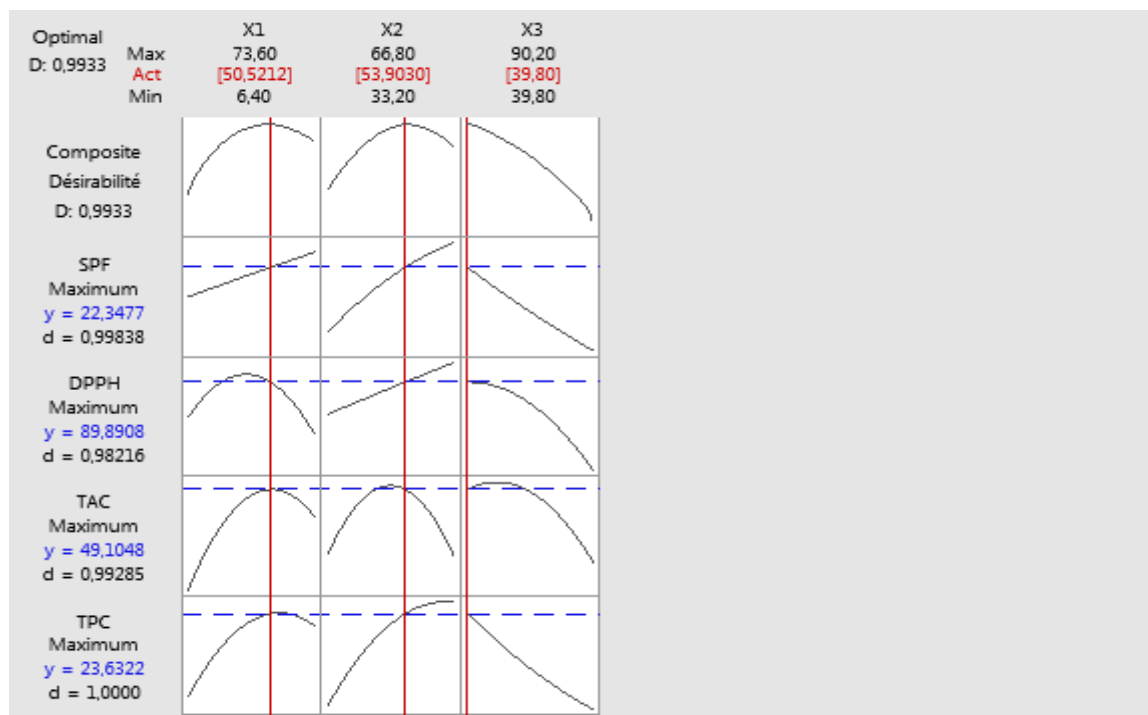 Optimal
D: 0,9933
X1 X2 X3
Max 73,60 66,80 90,20
Act [50,5212] [53,9030] [39,80]
Min 6,40 33,20 39,80
Composite
Désirabilité
D: 0,9933
SPF
Maximum
y = 22,3477
d = 0,99838
DPPH
Maximum
y = 89,8908
d = 0,98216
TAC
Maximum
y = 49,1048
d = 0,99285
TPC
Maximum
y = 23,6322
d = 1,0000